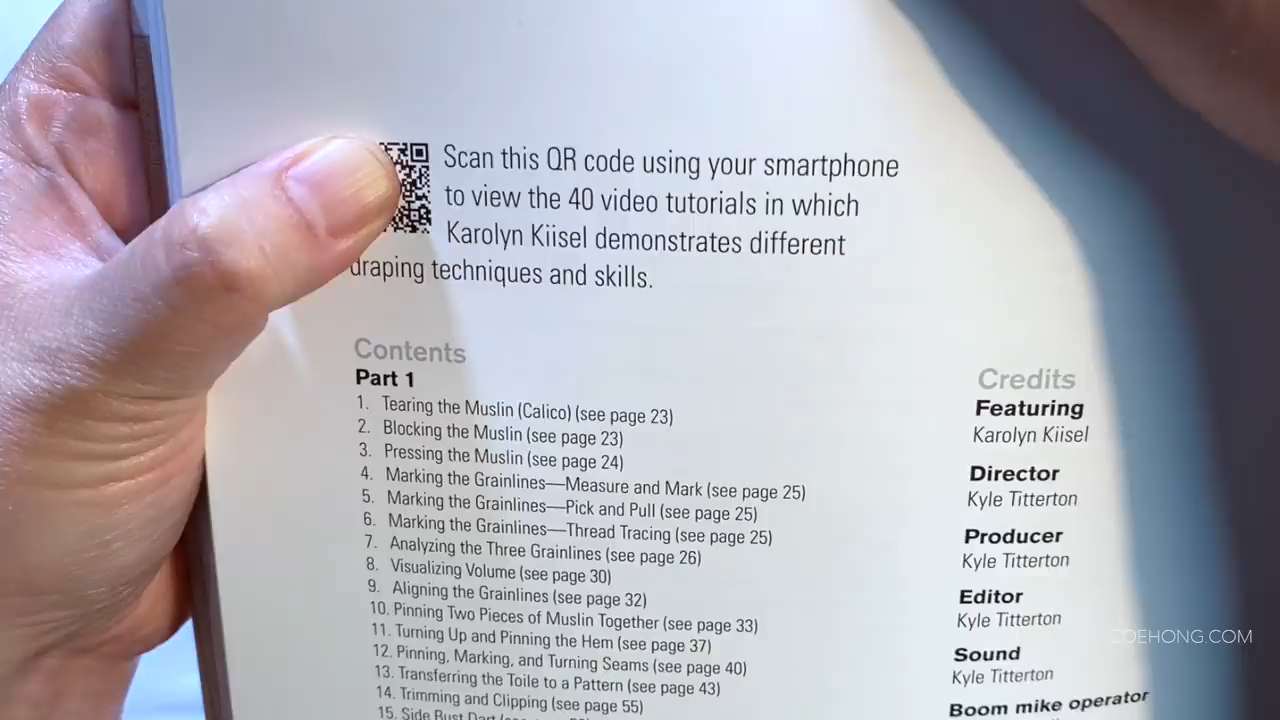 Scan this QR code using your smartphone
to view the 40 video tutorials in which
Karolyn Kiisel demonstrates different
draping techniques and skills.
Contents
Part 1
1. Tearing the Muslin (Calico) (see page 23)
2. Blocking the Muslin (see page 23)
3. Pressing the Muslin (see page 24)
4. Marking the Grainlines—Measure and Mark (see page 25)
5. Marking the Grainlines—Pick and Pull (see page 25)
6. Marking the Grainlines—Thread Tracing (see page 25)
7. Analyzing the Three Grainlines (see page 26)
8. Visualizing Volume (see page 30)
9. Aligning the Grainlines (see page 32)
10. Pinning Two Pieces of Muslin Together (see page 33)
11. Turning Up and Pinning the Hem (see page 37)
12. Pinning, Marking, and Turning Seams (see page 40)
13. Transferring the Toile to a Pattern (see page 43)
14. Trimming and Clipping (see page 55)
15. Side Bust Dart (see page
Credits
Featuring
Karolyn Kiisel
Director
Kyle Titterton
Producer
Kyle Titterton
Editor
Kyle Titterton
Sound
Kyle Titterton
Boom mike operator
ZOEHONG.COM